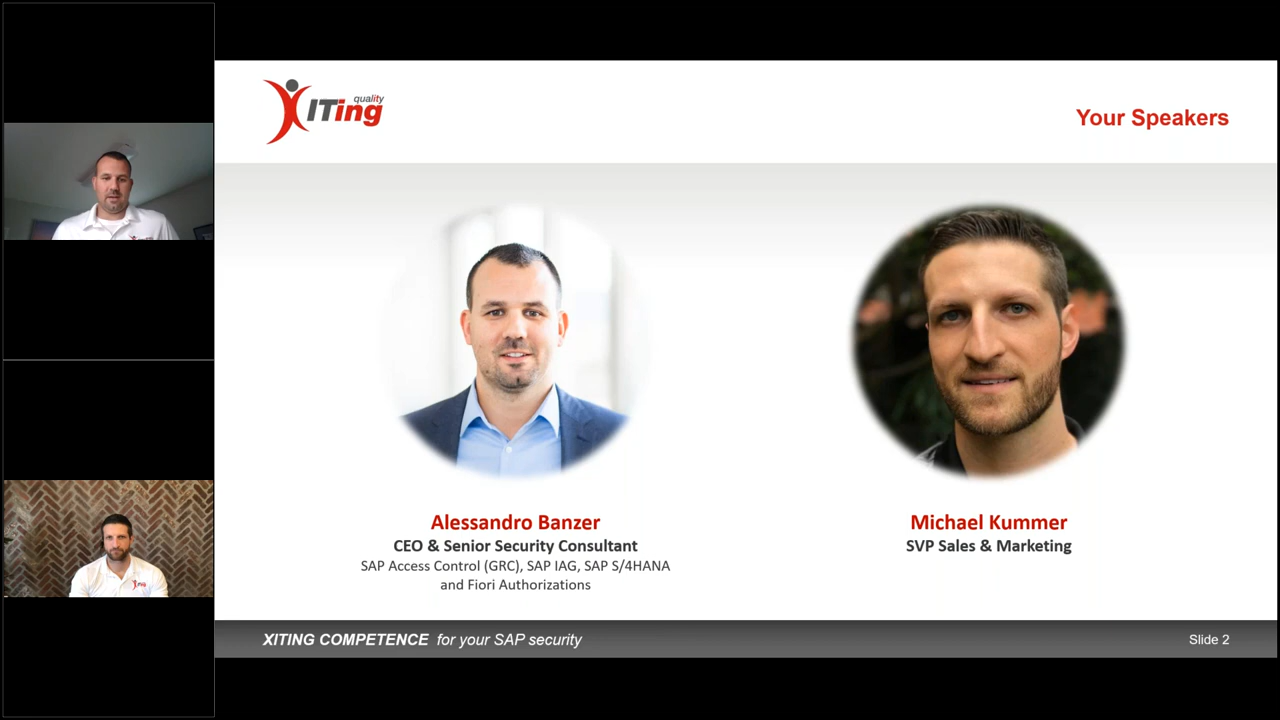 quality
XITing
Your Speakers
Alessandro Banzer
CEO & Senior Security Consultant
SAP Access Control (GRC), SAP IAG, SAP S/4HANA
and Fiori Authorizations
Michael Kummer
SVP Sales & Marketing
XITING COMPETENCE for your SAP security
Slide 2